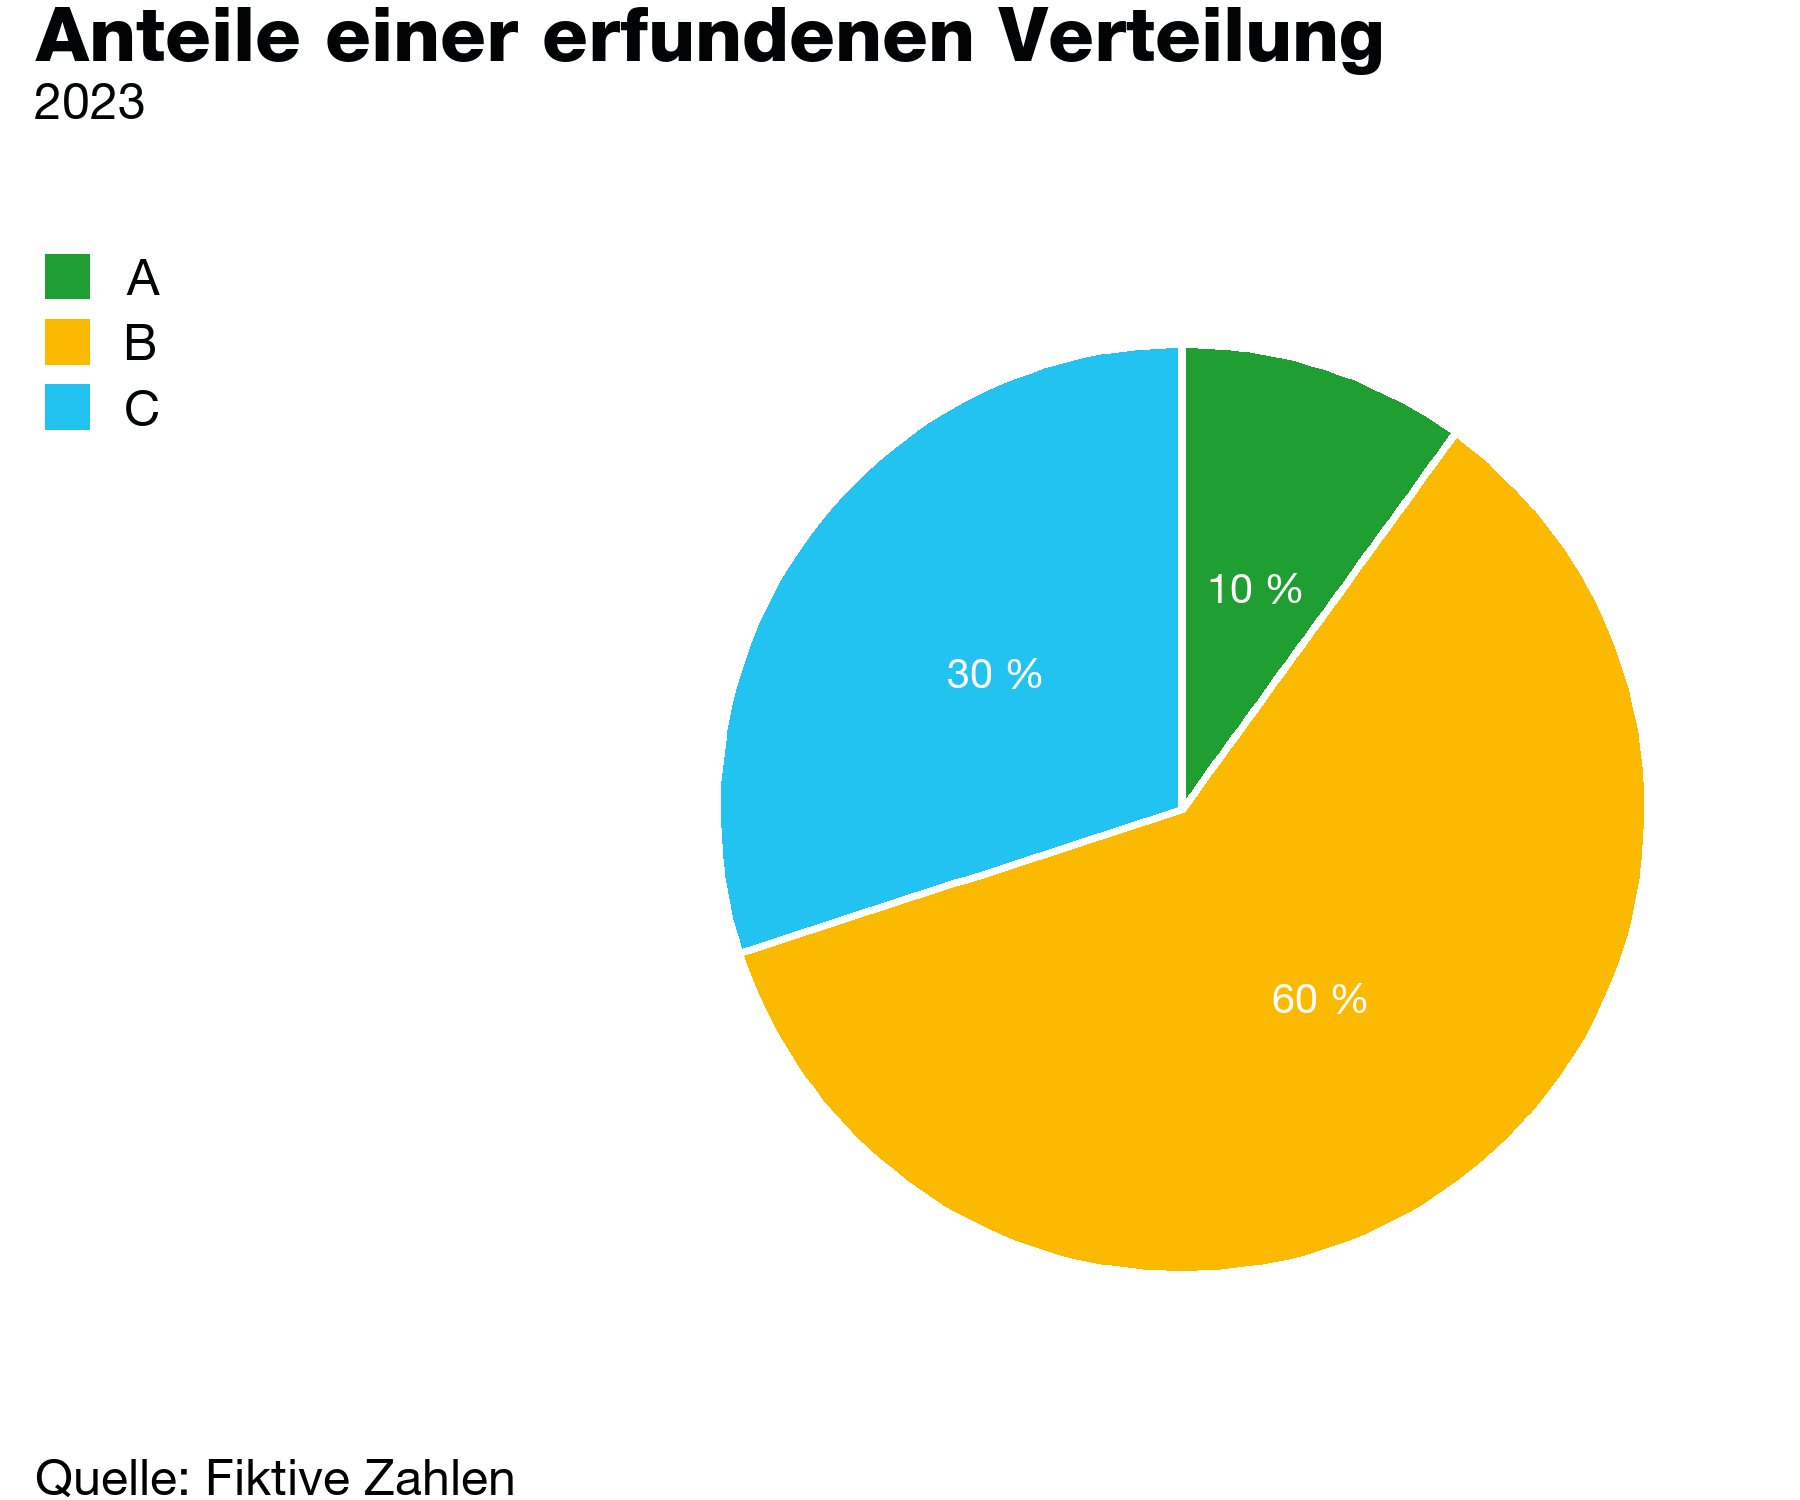 Anteile einer erfundenen Verteilung
2023
A
B
C
10 %
30 %
60 %
Quelle: Fiktive Zahlen